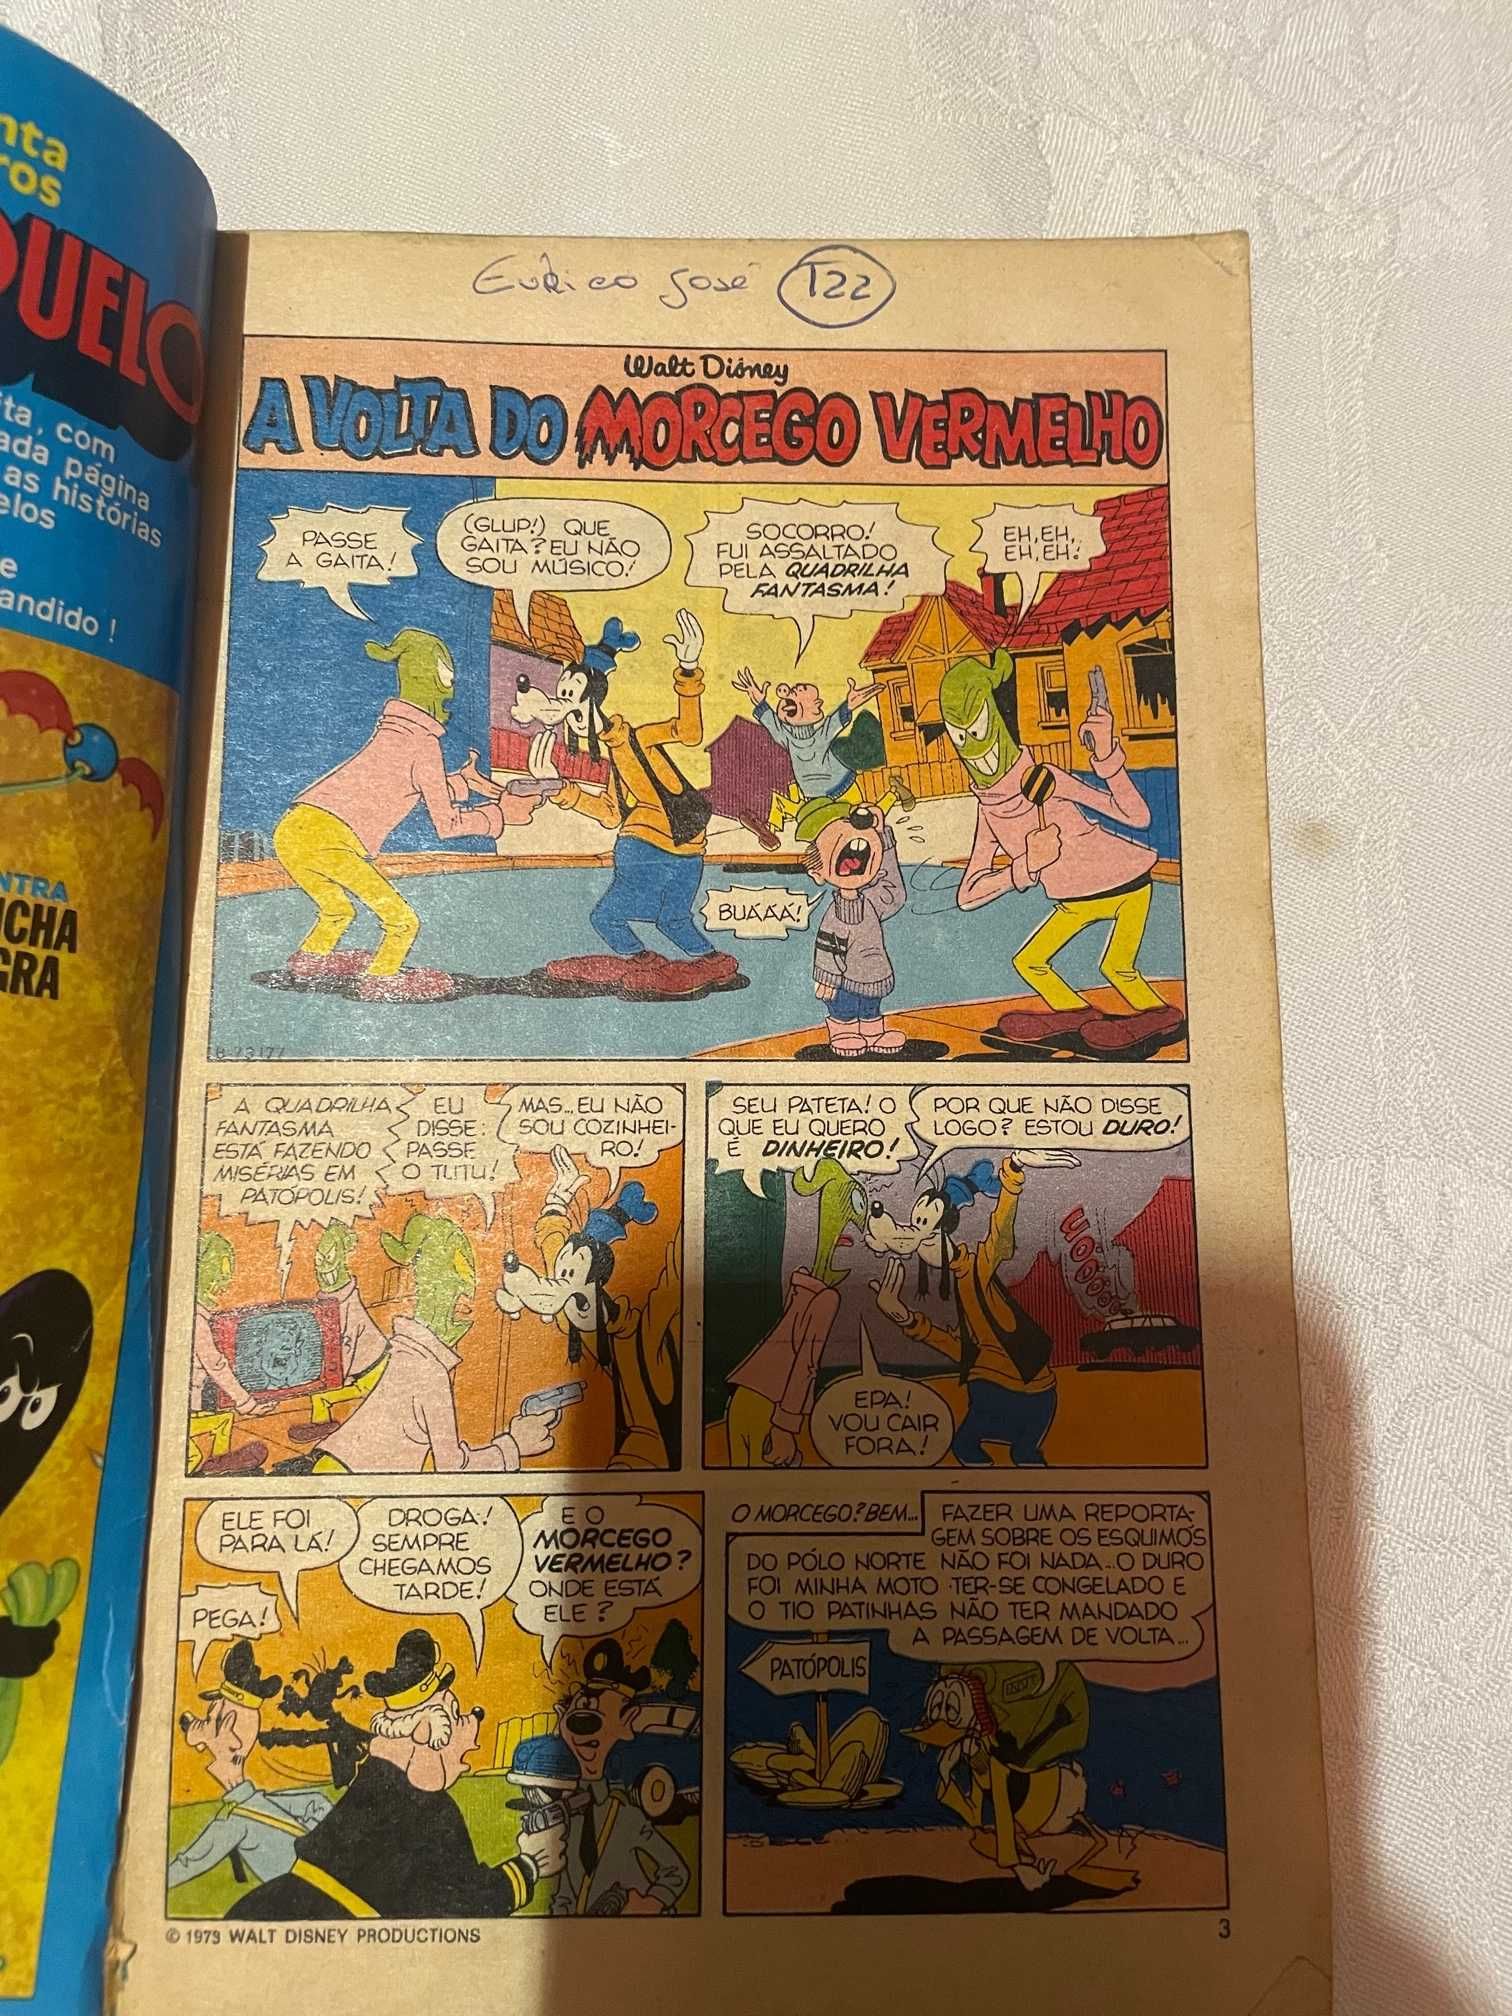 nta
ros
DUELO
ita, com
ada página
as histórias
elos
e
andido!
NTRA
NCHA
GRA
Eurico José T22
Walt Disney
A VOLTA DO MORCEGO VERMELHO
PASSE
A GAITA!
(GLUP!) QUE
GAITA? EU NÃO
SOU MÚSICO!
SOCORRO!
FUI ASSALTADO
PELA QUADRILHA
FANTASMA!
EH, EH,
EH, EH!
BUÁÁÁ!
B-73177
A QUADRILHA
FANTASMA
ESTÁ FAZENDO
MISÉRIAS EM
PATÓPOLIS!
EU
DISSE:
PASSE
O TUTU!
MAS... EU NÃO
SOU COZINHEI-
RO!
SEU PATETA! O
QUE EU QUERO
É DINHEIRO!
POR QUE NÃO DISSE
LOGO? ESTOU DURO!
EPA!
VOU CAIR
FORA!
ELE FOI
PARA LÁ!
PEGA!
DROGA!
SEMPRE
CHEGAMOS
TARDE!
E O
MORCEGO
VERMELHO?
ONDE ESTÁ
ELE?
O MORCEGO? BEM...
FAZER UMA REPORTA-
GEM SOBRE OS ESQUIMÓS
DO PÓLO NORTE NÃO FOI NADA... O DURO
FOI MINHA MOTO TER-SE CONGELADO E
O TIO PATINHAS NÃO TER MANDADO
A PASSAGEM DE VOLTA...
PATÓPOLIS
© 1973 WALT DISNEY PRODUCTIONS
3